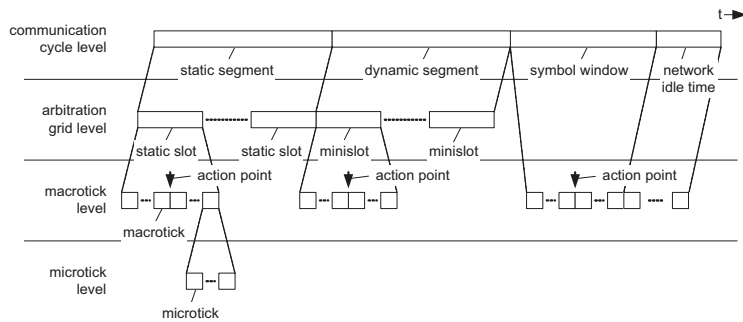 t
communication
cycle level
static segment
dynamic segment
symbol window
network
idle time
arbitration
grid level
static slot
static slot
minislot
minislot
macrotick
level
action point
action point
action point
macrotick
microtick
level
microtick